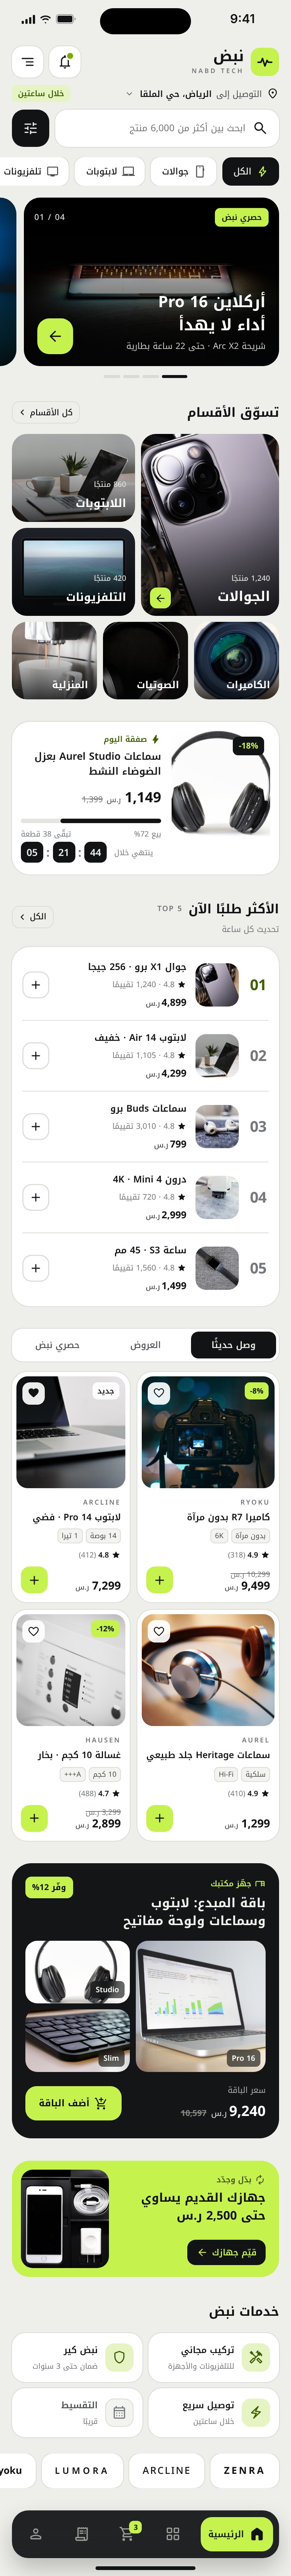 9:41
نبض
NABD TECH
التوصيل إلى الرياض، حي الملقا
خلال ساعتين
ابحث بين أكثر من 6,000 منتج
الكل
جوالات
لابتوبات
تلفزيونات
حصري نبض
01 / 04
أركلاين Pro 16
أداء لا يهدأ
شريحة Arc X2 · حتى 22 ساعة بطارية
تسوّق الأقسام
كل الأقسام
1,240 منتجًا
الجوالات
860 منتجًا
اللابتوبات
420 منتجًا
التلفزيونات
الكاميرات
الصوتيات
المنزلية
-18%
صفقة اليوم
سماعات Aurel Studio بعزل
الضوضاء النشط
1,149 ر.س 1,399
بيع 72%
تبقّى 38 قطعة
ينتهي خلال
05 : 21 : 44
الأكثر طلبًا الآن TOP 5
تحديث كل ساعة
الكل
01
جوال X1 برو · 256 جيجا
4.8 · 1,240 تقييمًا
4,899 ر.س
02
لابتوب Air 14 · خفيف
4.8 · 1,105 تقييمًا
4,299 ر.س
03
سماعات Buds برو
4.8 · 3,010 تقييمًا
799 ر.س
04
درون 4K · Mini 4
4.8 · 720 تقييمًا
2,999 ر.س
05
ساعة S3 · 45 مم
4.8 · 1,560 تقييمًا
1,499 ر.س
وصل حديثًا
العروض
حصري نبض
-8%
RYOKU
كاميرا R7 بدون مرآة
بدون مرآة
6K
4.9 (318)
10,299 ر.س
9,499 ر.س
جديد
ARCLINE
لابتوب Pro 14 · فضي
14 بوصة
1 تيرا
4.8 (412)
7,299 ر.س
AUREL
سماعات Heritage جلد طبيعي
سلكية
Hi-Fi
4.9 (410)
1,299 ر.س
-12%
HAUSEN
غسالة 10 كجم · بخار
10 كجم
A+++
4.7 (488)
3,299 ر.س
2,899 ر.س
جهّز مكتبك
باقة المبدع: لابتوب
وسماعات ولوحة مفاتيح
وفّر 12%
Pro 16
Studio
Slim
سعر الباقة
9,240 ر.س 10,597
أضف الباقة
بدّل وجدّد
جهازك القديم يساوي
حتى 2,500 ر.س
قيّم جهازك
خدمات نبض
تركيب مجاني
للتلفزيونات والأجهزة
نبض كير
ضمان حتى 3 سنوات
توصيل سريع
خلال ساعتين
التقسيط
قريبًا
ZENRA
ARCLINE
LUMORA
yoku
الرئيسية
3